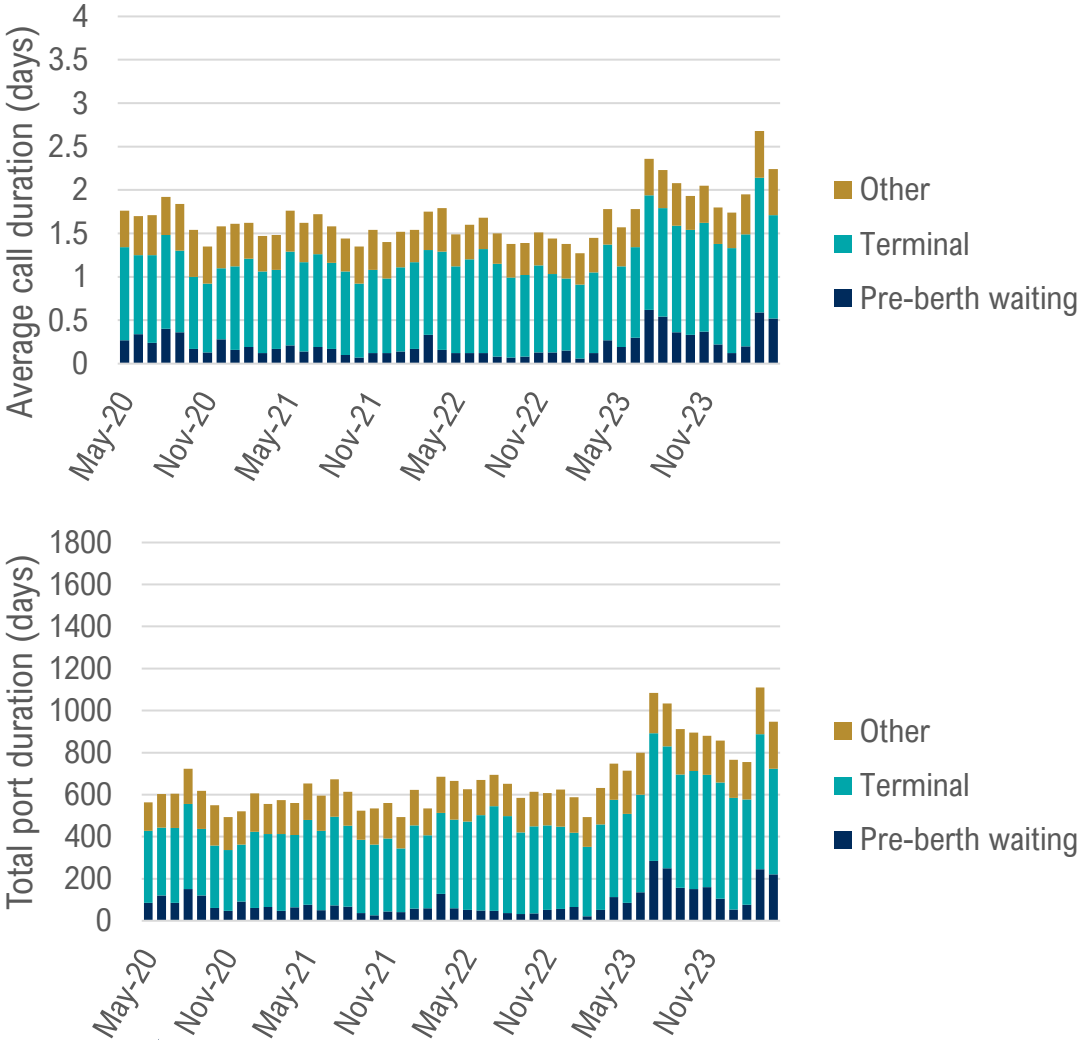 Average call duration (days)
4
3.5
3
2.5
2
1.5
1
0.5
0
May-20
Nov-20
May-21
Nov-21
May-22
Nov-22
May-23
Nov-23
Other
Terminal
Pre-berth waiting
Total port duration (days)
1800
1600
1400
1200
1000
800
600
400
200
0
May-20
Nov-20
May-21
Nov-21
May-22
Nov-22
May-23
Nov-23
Other
Terminal
Pre-berth waiting